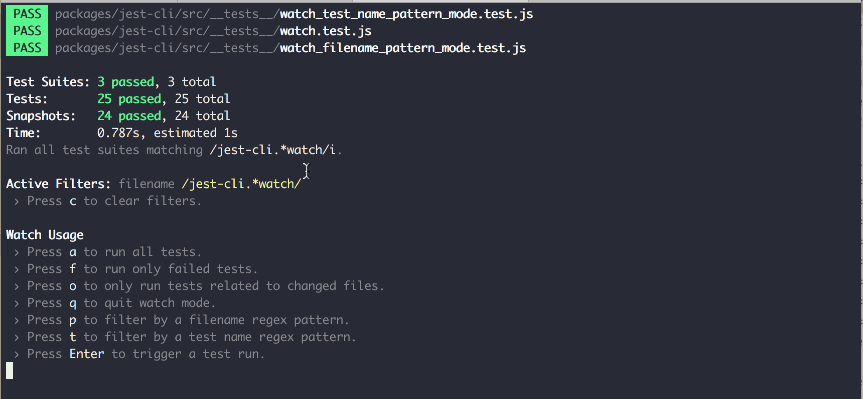 PASS packages/jest-cli/src/__tests__/watch_test_name_pattern_mode.test.js
PASS packages/jest-cli/src/__tests__/watch.test.js
PASS packages/jest-cli/src/__tests__/watch_filename_pattern_mode.test.js
Test Suites: 3 passed, 3 total
Tests: 25 passed, 25 total
Snapshots: 24 passed, 24 total
Time: 0.787s, estimated 1s
Ran all test suites matching /jest-cli.*watch/i.
Active Filters: filename /jest-cli.*watch/
› Press c to clear filters.
Watch Usage
› Press a to run all tests.
› Press f to run only failed tests.
› Press o to only run tests related to changed files.
› Press q to quit watch mode.
› Press p to filter by a filename regex pattern.
› Press t to filter by a test name regex pattern.
› Press Enter to trigger a test run.